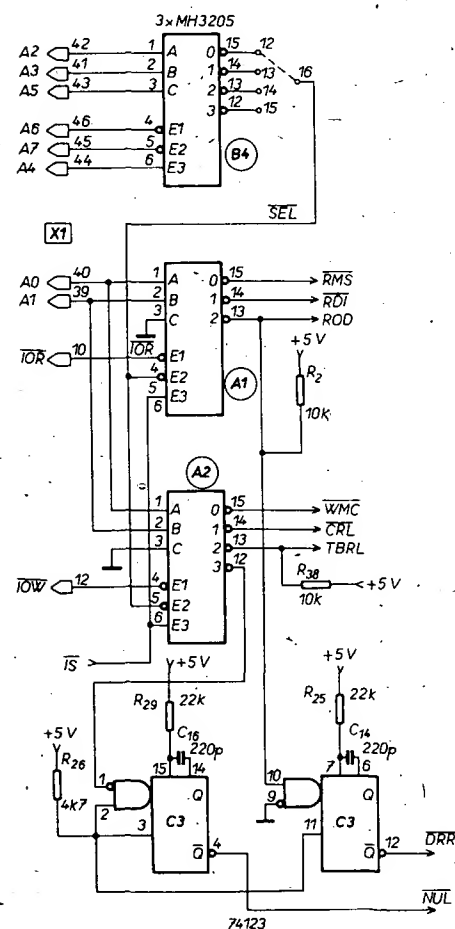 3×MH3205
A2 42 1 A 0 15 12
A3 41 2 B 1 14 13 16
A5 43 3 C 2 13 14
3 12 15
A6 46 4 E1
A7 45 5 E2 B4
A4 44 6 E3
SEL
X1
A0 40 1 A 0 15 RMS
A1 39 2 B 1 14 RDI
3 C 2 13 ROD
IOR 10 IOR E1 +5V
4 E2 R2
5 E3 A1 10k
6
A2
1 A 0 15 WMC
2 B 1 14 CRL
3 C 2 13 TBRL
3 12
IOW 12 4 E1 R38 +5V
5 E2 10k
6 E3
IS +5V
+5V
R29 22k R25 22k
+5V C16 C14
R26 220p 220p
15 14 7 6
1 10
4k7 2 Q 9 Q
3 C3 11 C3
Q 4 Q 12 DRR
NUL
74123